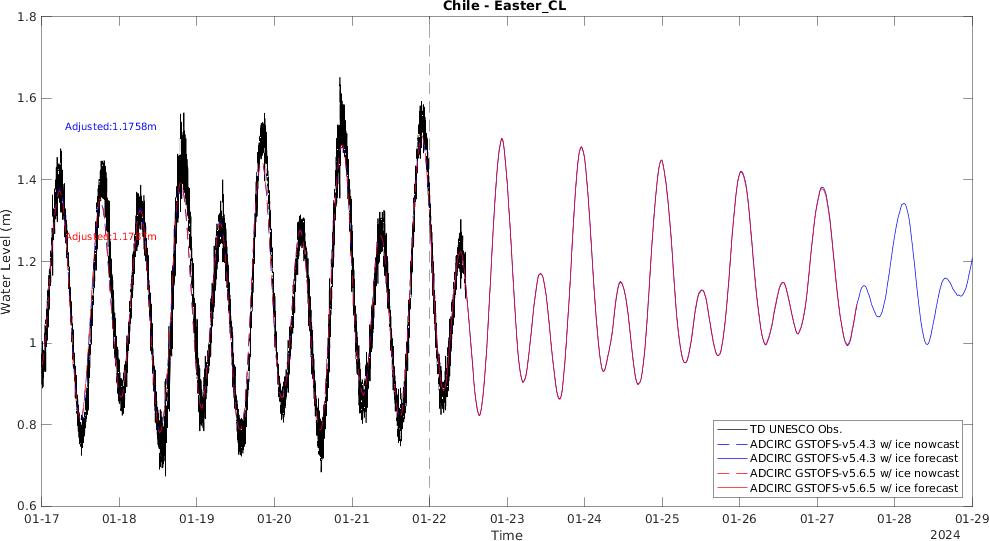 Chile - Easter_CL
Water Level (m)
1.8
1.6
1.4
1.2
1
0.8
0.6
Adjusted:1.1758m
TD UNESCO Obs.
ADCIRC GSTOFS-v5.4.3 w/ ice nowcast
ADCIRC GSTOFS-v5.4.3 w/ ice forecast
ADCIRC GSTOFS-v5.6.5 w/ ice nowcast
ADCIRC GSTOFS-v5.6.5 w/ ice forecast
01-17 01-18 01-19 01-20 01-21 01-22 01-23 01-24 01-25 01-26 01-27 01-28 01-29
Time
2024